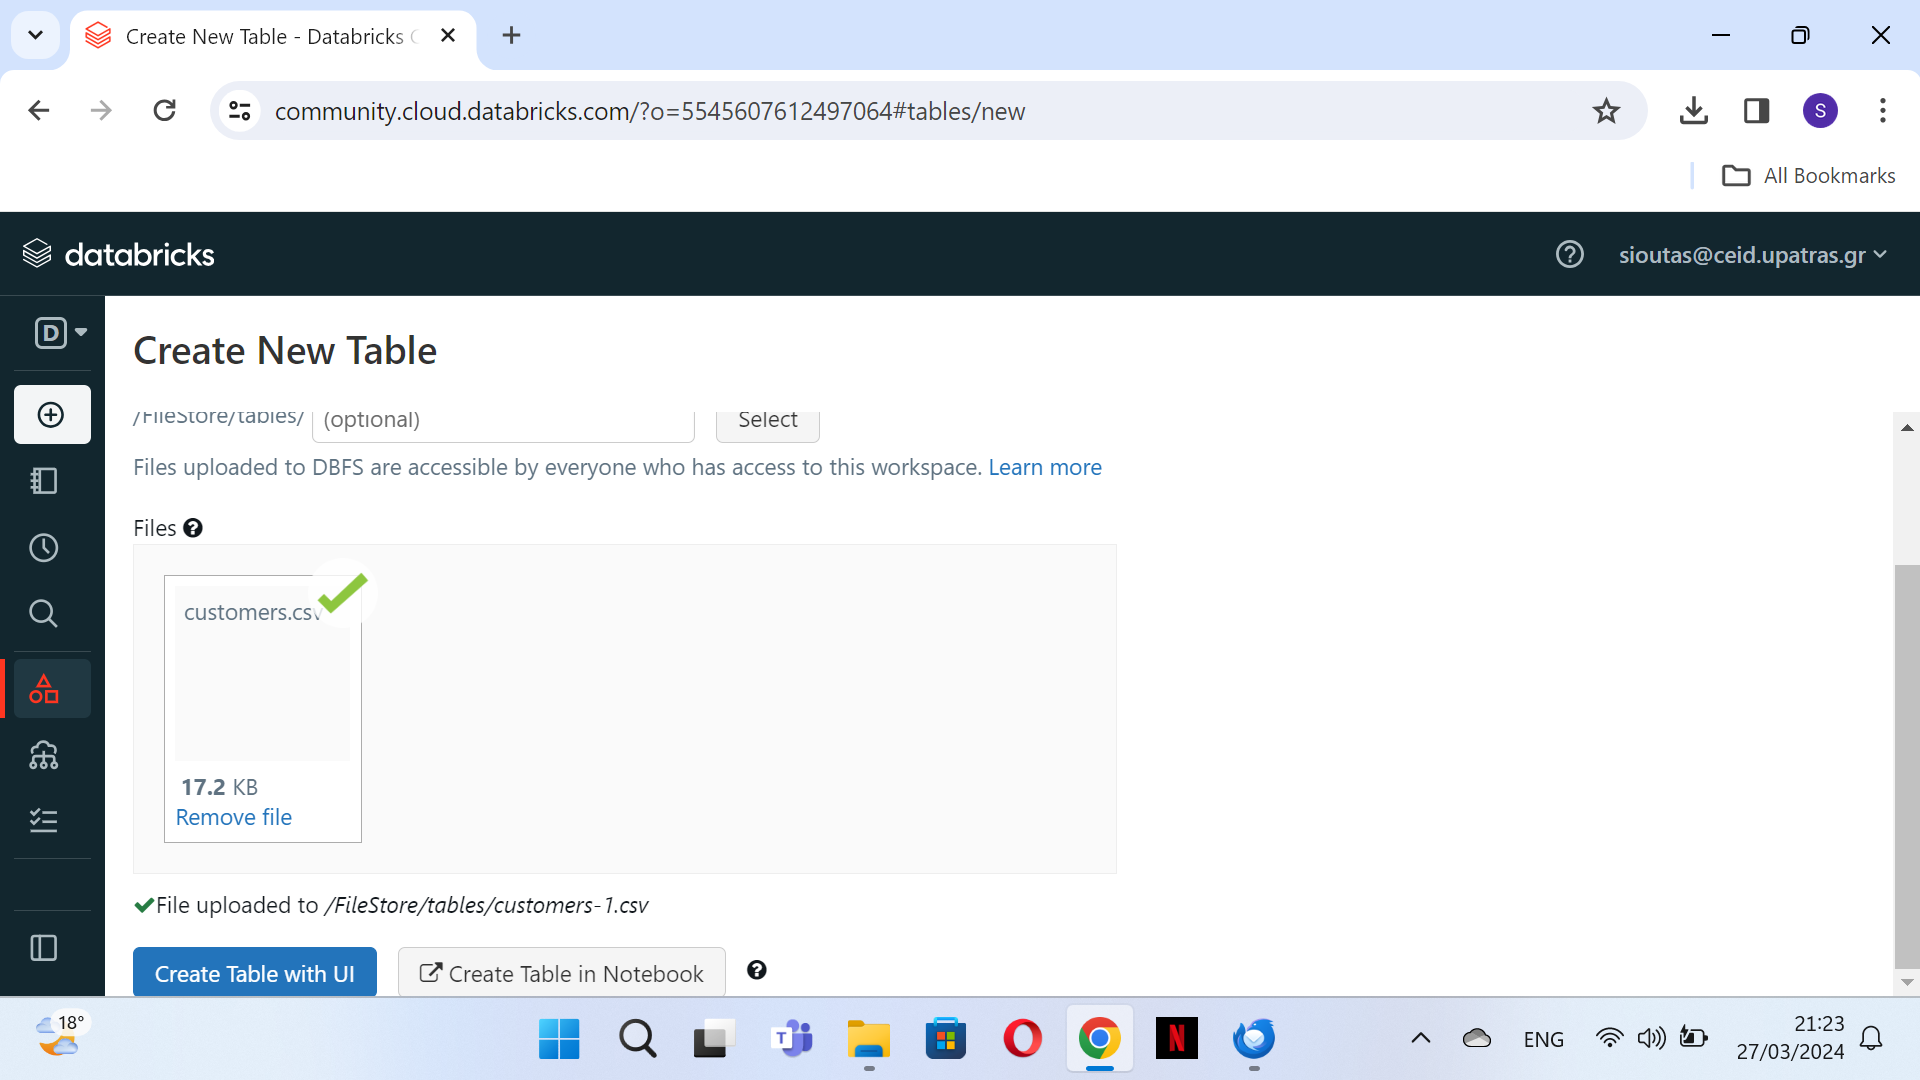 Create New Table - Databricks C
community.cloud.databricks.com/?o=5545607612497064#tables/new
S
All Bookmarks
databricks
sioutas@ceid.upatras.gr
D
Create New Table
/FileStore/tables/ (optional) Select
Files uploaded to DBFS are accessible by everyone who has access to this workspace. Learn more
Files
customers.csv
17.2 KB
Remove file
File uploaded to /FileStore/tables/customers-1.csv
Create Table with UI
Create Table in Notebook
18°
T
N
ENG
21:23
27/03/2024